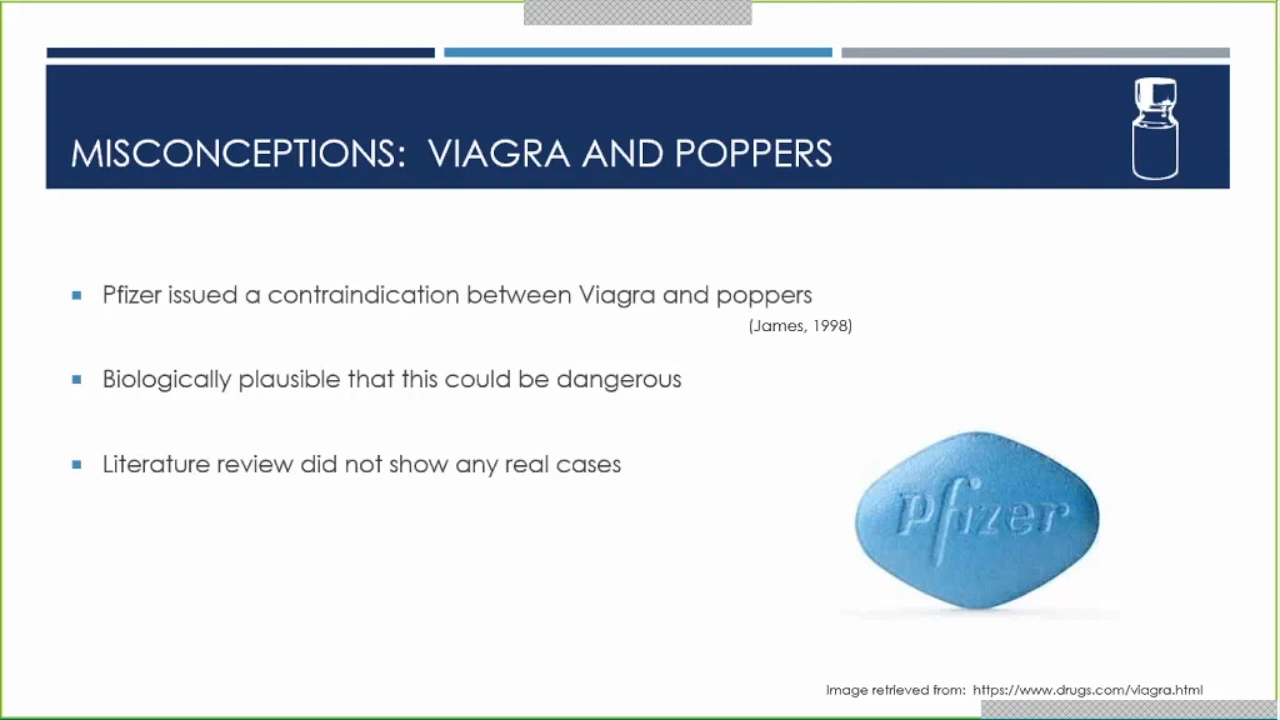 MISCONCEPTIONS: VIAGRA AND POPPERS
Pfizer issued a contraindication between Viagra and poppers
(James, 1998)
Biologically plausible that this could be dangerous
Literature review did not show any real cases
Pfizer
Image retrieved from: https://www.drugs.com/viagra.html